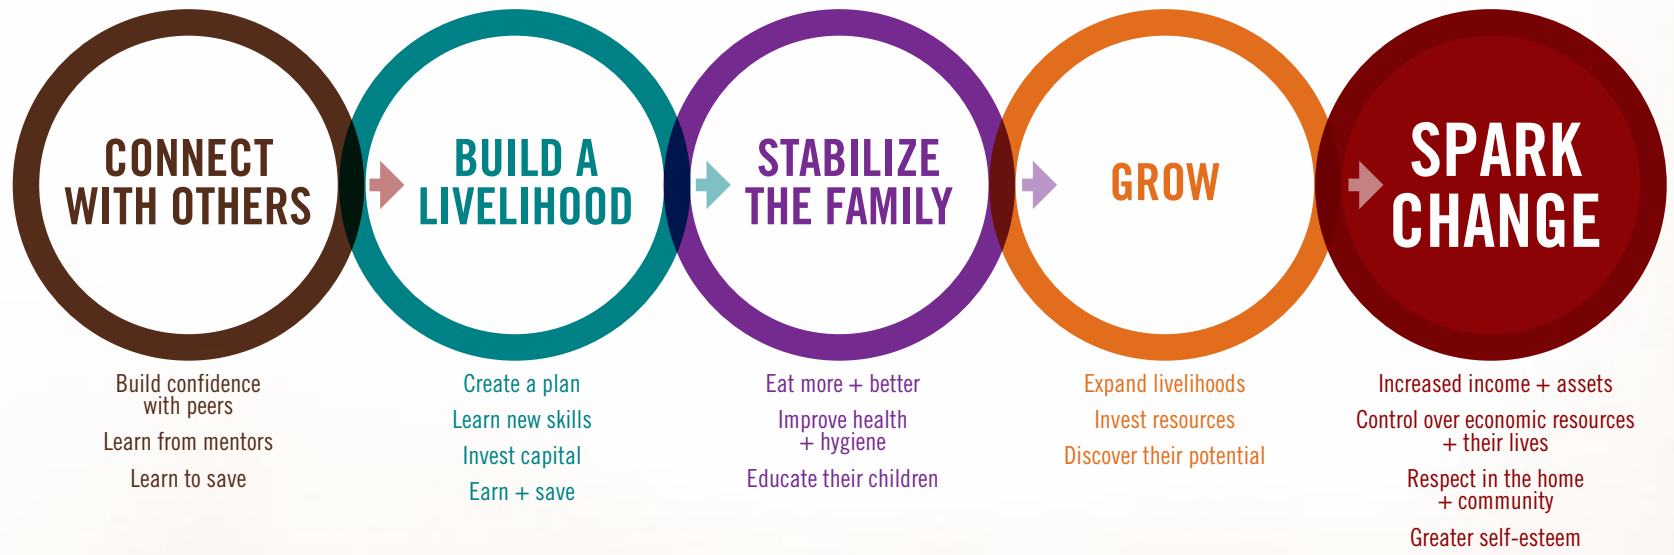 CONNECT
WITH OTHERS
Build confidence
with peers
Learn from mentors
Learn to save
BUILD A
LIVELIHOOD
Create a plan
Learn new skills
Invest capital
Earn + save
STABILIZE
THE FAMILY
Eat more + better
Improve health
+ hygiene
Educate their children
GROW
Expand livelihoods
Invest resources
Discover their potential
SPARK
CHANGE
Increased income + assets
Control over economic resources
+ their lives
Respect in the home
+ community
Greater self-esteem